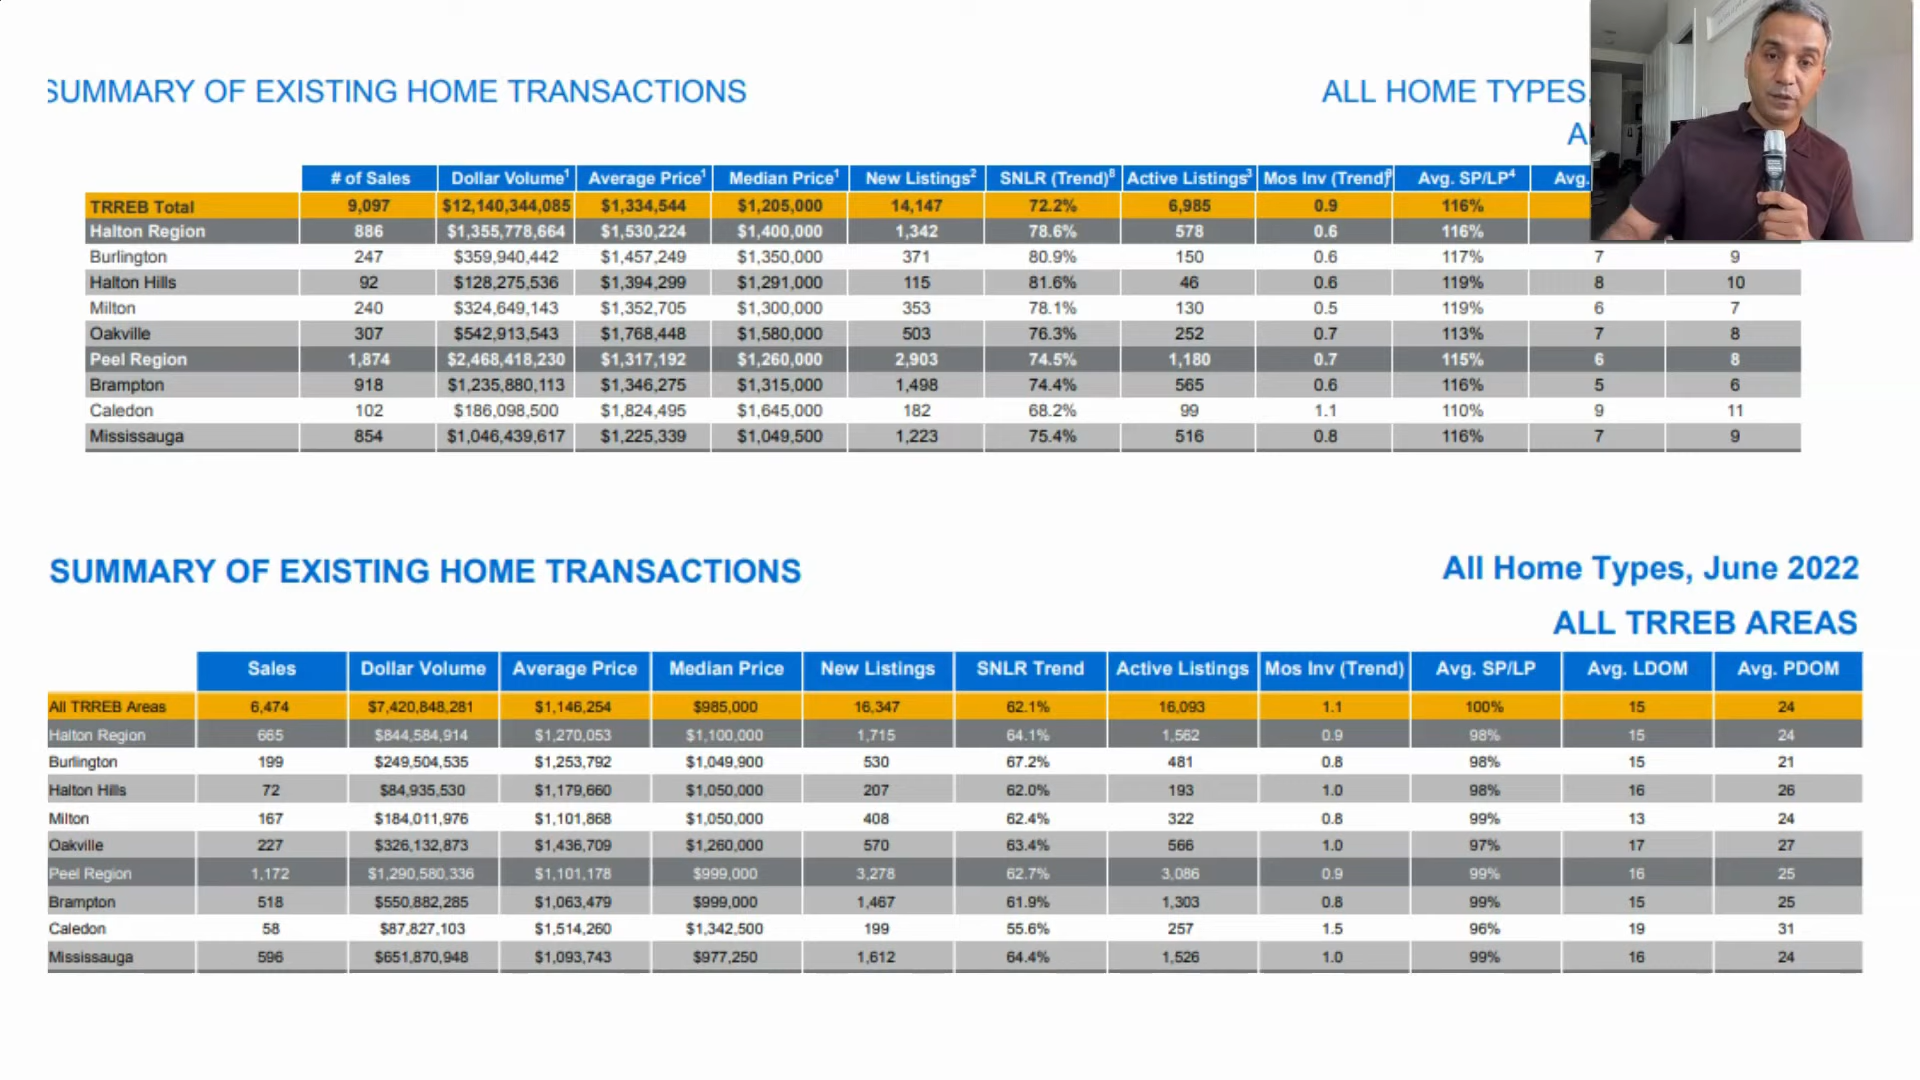 SUMMARY OF EXISTING HOME TRANSACTIONS ALL HOME TYPES,
A
# of Sales Dollar Volume¹ Average Price¹ Median Price¹ New Listings² SNLR (Trend)⁸ Active Listings³ Mos Inv (Trend)⁹ Avg. SP/LP⁴ Avg.
TRREB Total 9,097 $12,140,344,085 $1,334,544 $1,205,000 14,147 72.2% 6,985 0.9 116%
Halton Region 886 $1,355,778,664 $1,530,224 $1,400,000 1,342 78.6% 578 0.6 116%
Burlington 247 $359,940,442 $1,457,249 $1,350,000 371 80.9% 150 0.6 117% 7 9
Halton Hills 92 $128,275,536 $1,394,299 $1,291,000 115 81.6% 46 0.6 119% 8 10
Milton 240 $324,649,143 $1,352,705 $1,300,000 353 78.1% 130 0.5 119% 6 7
Oakville 307 $542,913,543 $1,768,448 $1,580,000 503 76.3% 252 0.7 113% 7 8
Peel Region 1,874 $2,468,418,230 $1,317,192 $1,260,000 2,903 74.5% 1,180 0.7 115% 6 8
Brampton 918 $1,235,880,113 $1,346,275 $1,315,000 1,498 74.4% 565 0.6 116% 5 6
Caledon 102 $186,098,500 $1,824,495 $1,645,000 182 68.2% 99 1.1 110% 9 11
Mississauga 854 $1,046,439,617 $1,225,339 $1,049,500 1,223 75.4% 516 0.8 116% 7 9
SUMMARY OF EXISTING HOME TRANSACTIONS All Home Types, June 2022
ALL TRREB AREAS
Sales Dollar Volume Average Price Median Price New Listings SNLR Trend Active Listings Mos Inv (Trend) Avg. SP/LP Avg. LDOM Avg. PDOM
All TRREB Areas 6,474 $7,420,848,281 $1,146,254 $985,000 16,347 62.1% 16,093 1.1 100% 15 24
Halton Region 665 $844,584,914 $1,270,053 $1,100,000 1,715 64.1% 1,562 0.9 98% 15 24
Burlington 199 $249,504,535 $1,253,792 $1,049,900 530 67.2% 481 0.8 98% 15 21
Halton Hills 72 $84,935,530 $1,179,660 $1,050,000 207 62.0% 193 1.0 98% 16 26
Milton 167 $184,011,976 $1,101,868 $1,050,000 408 62.4% 322 0.8 99% 13 24
Oakville 227 $326,132,873 $1,436,709 $1,260,000 570 63.4% 566 1.0 97% 17 27
Peel Region 1,172 $1,290,580,336 $1,101,178 $999,000 3,278 62.7% 3,086 0.9 99% 16 25
Brampton 518 $550,882,285 $1,063,479 $999,000 1,467 61.9% 1,303 0.8 99% 15 25
Caledon 58 $87,827,103 $1,514,260 $1,342,500 199 55.6% 257 1.5 96% 19 31
Mississauga 596 $651,870,948 $1,093,743 $977,250 1,612 64.4% 1,526 1.0 99% 16 24